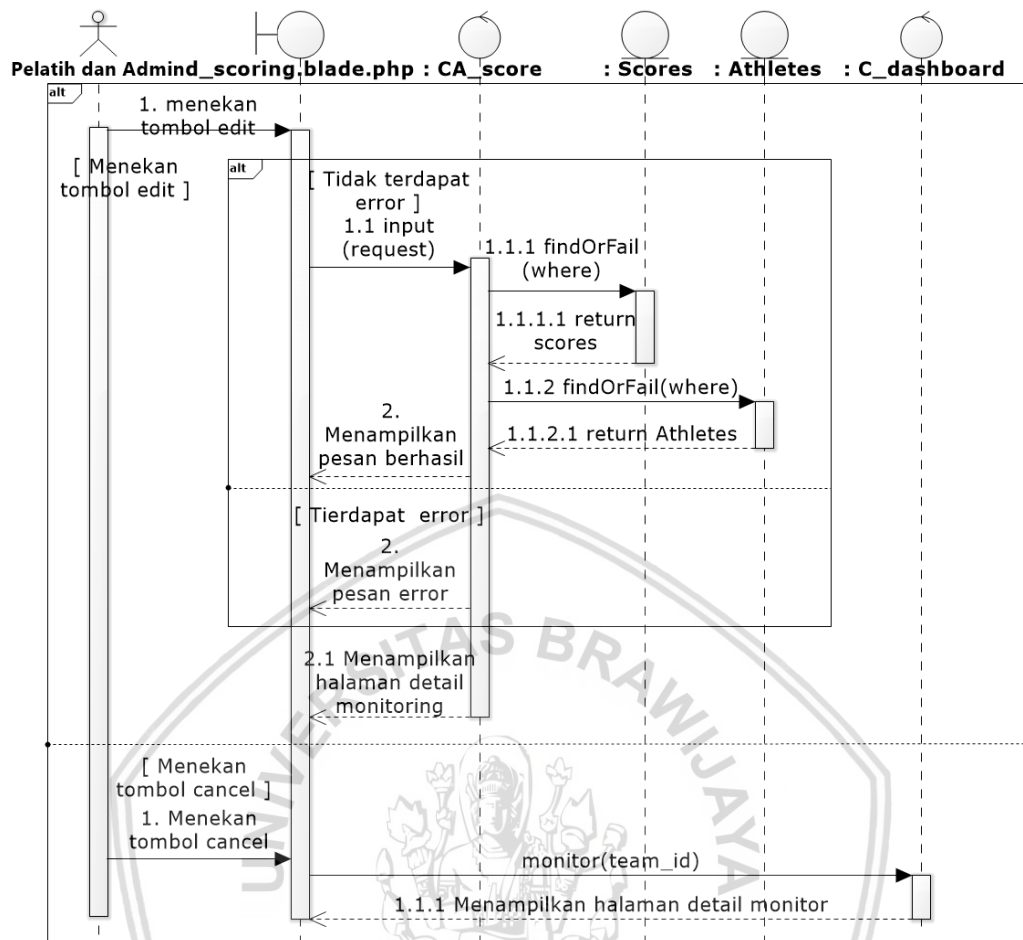 Pelatih dan Admind_scoring.blade.php : CA_score : Scores : Athletes : C_dashboard
alt
1. menekan
tombol edit
[ Menekan
tombol edit ]
alt
[ Tidak terdapat
error ]
1.1 input
(request)
1.1.1 findOrFail
(where)
1.1.1.1 return
scores
1.1.2 findOrFail(where)
2.
Menampilkan
pesan berhasil
1.1.2.1 return Athletes
[ Tierdapat error ]
2.
Menampilkan
pesan error
2.1 Menampilkan
halaman detail
monitoring
[ Menekan
tombol cancel ]
1. Menekan
tombol cancel
monitor(team_id)
1.1.1 Menampilkan halaman detail monitor
UNIVERSITAS BRAWIJAYA